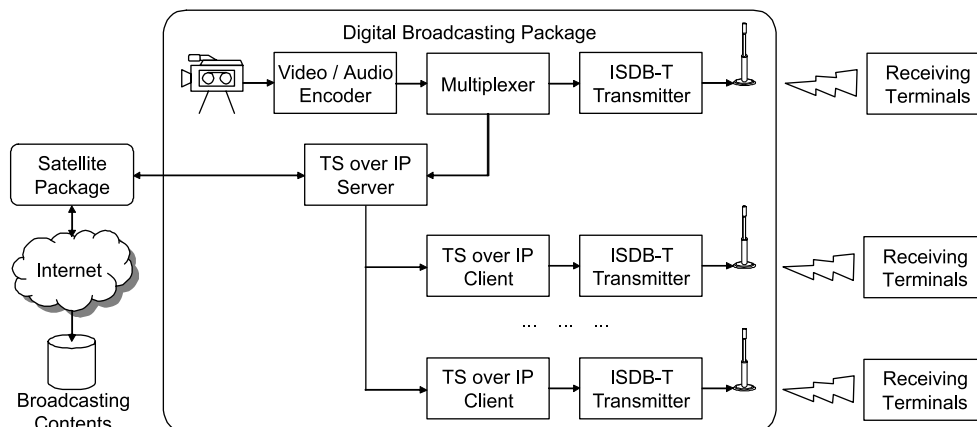 Digital Broadcasting Package
Video / Audio
Encoder
Multiplexer
ISDB-T
Transmitter
Receiving
Terminals
Satellite
Package
TS over IP
Server
Internet
TS over IP
Client
ISDB-T
Transmitter
Receiving
Terminals
... ... ...
TS over IP
Client
ISDB-T
Transmitter
Receiving
Terminals
Broadcasting
Contents